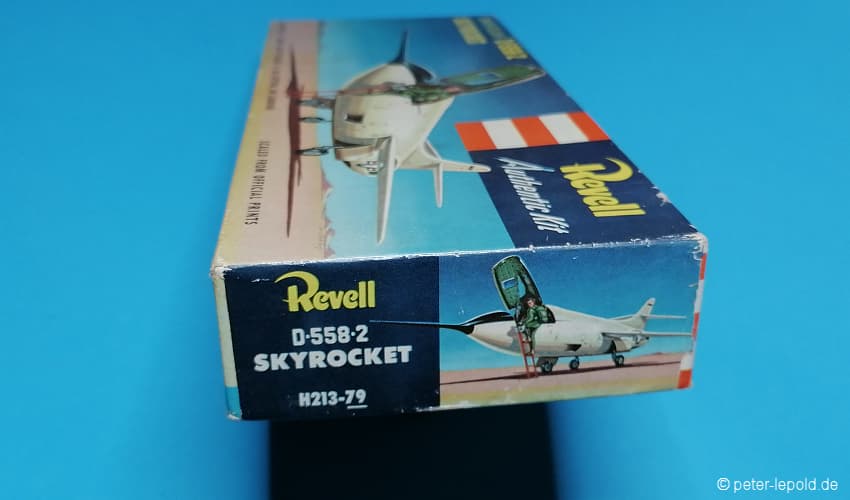 SCALED FROM OFFICIAL PRINTS
Revell
Authentic Kit
Revell
D-558-2
SKYROCKET
H213-79
© peter-lepold.de